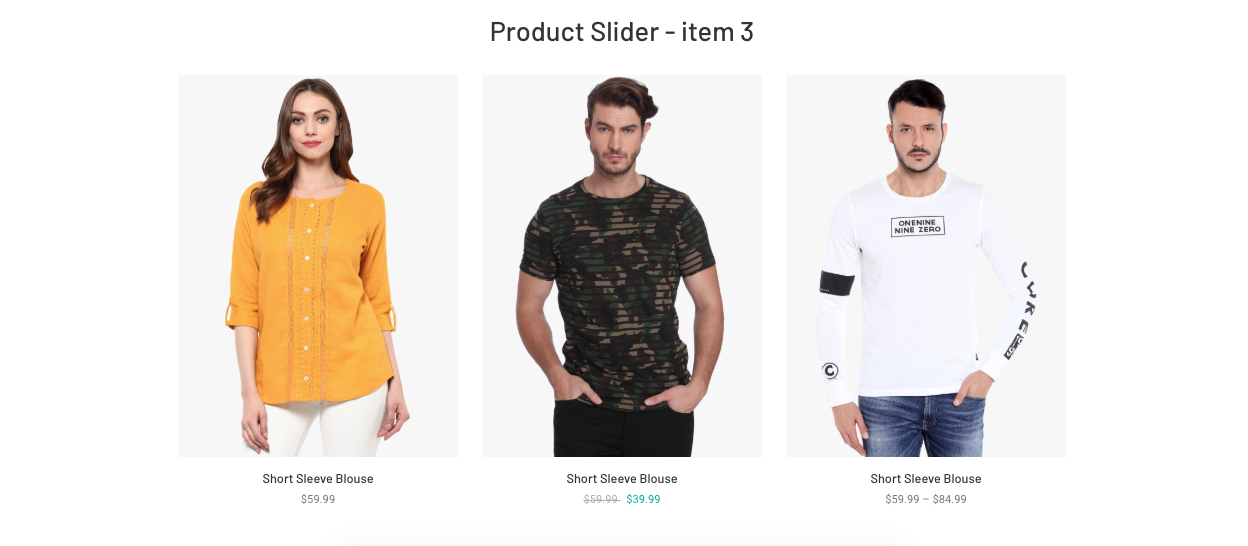 Product Slider - item 3
ONENINE
NINE ZERO
Short Sleeve Blouse
$59.99
Short Sleeve Blouse
$59.99 $39.99
Short Sleeve Blouse
$59.99 – $84.99